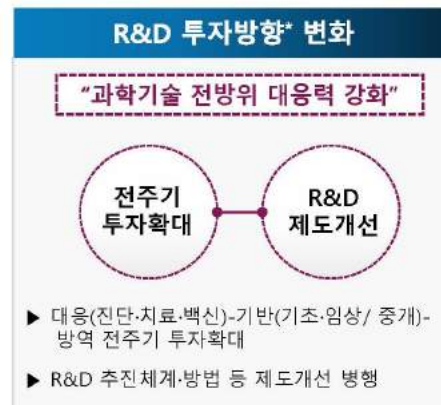 R&D 투자방향* 변화
“과학기술 전방위 대응력 강화”
전주기
투자확대
R&D
제도개선
▶ 대응(진단·치료·백신)-기반(기초·임상/ 중개)-
방역 전주기 투자확대
▶ R&D 추진체계·방법 등 제도개선 병행